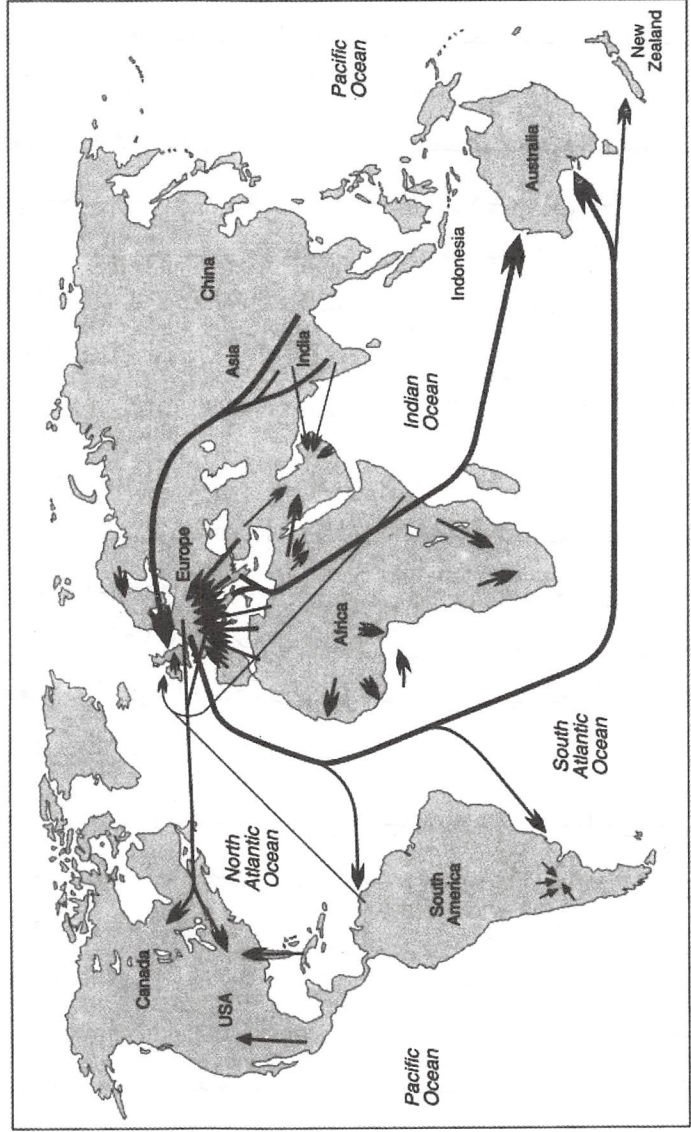 Canada
Europe
China
USA
Asia
North
Atlantic
Ocean
India
Africa
Pacific
Ocean
Pacific
Ocean
Indian
Ocean
South
America
Indonesia
Australia
South
Atlantic
Ocean
New
Zealand